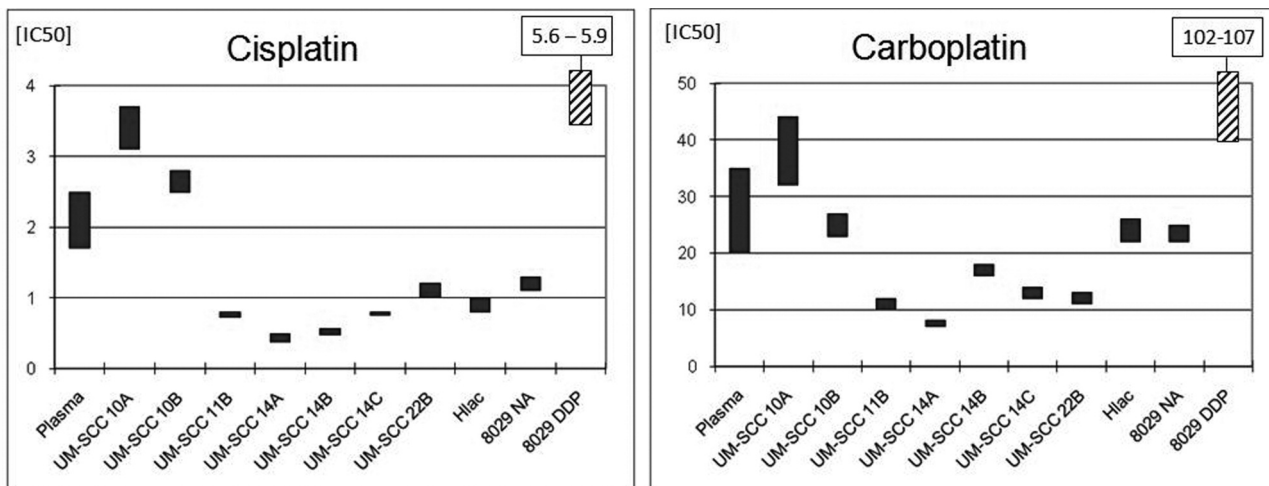 [IC50]
Cisplatin
5.6 – 5.9
4
3
2
1
0
Plasma
UM-SCC 10A
UM-SCC 10B
UM-SCC 11B
UM-SCC 14A
UM-SCC 14B
UM-SCC 14C
UM-SCC 22B
Hlac
8029 NA
8029 DDP
[IC50]
Carboplatin
102-107
50
40
30
20
10
0
Plasma
UM-SCC 10A
UM-SCC 10B
UM-SCC 11B
UM-SCC 14A
UM-SCC 14B
UM-SCC 14C
UM-SCC 22B
Hlac
8029 NA
8029 DDP